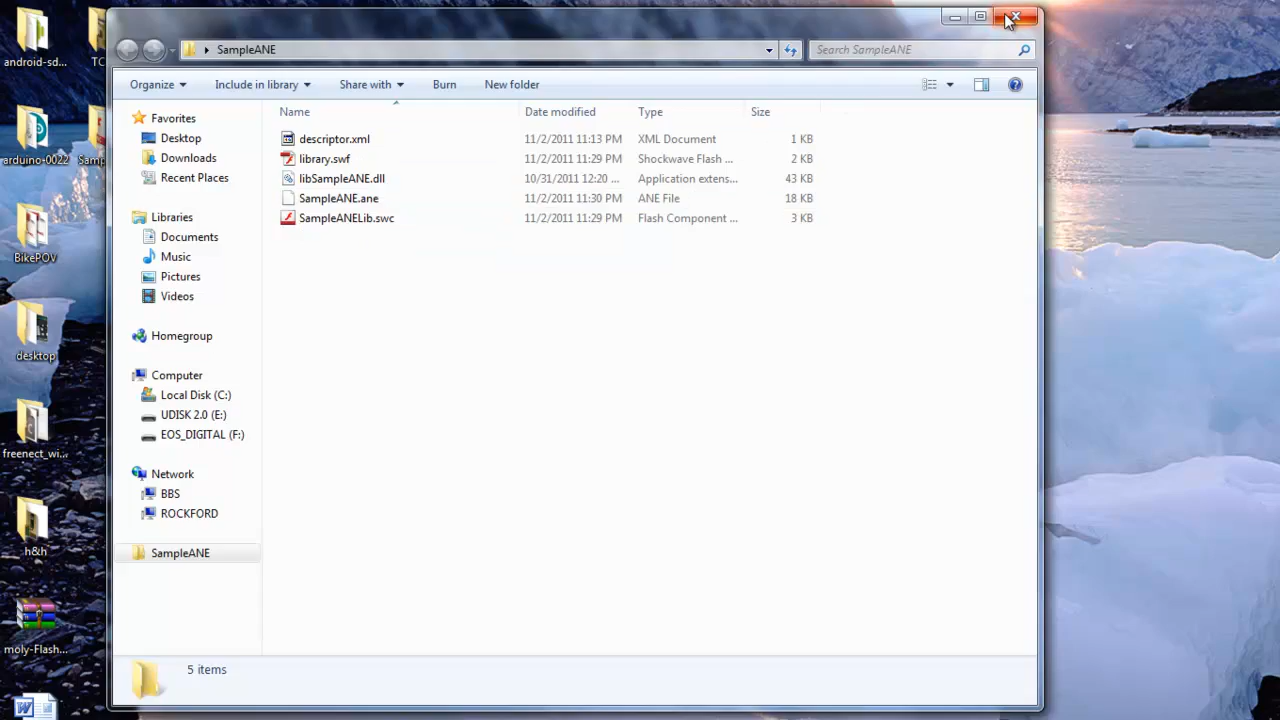 SampleANE
Search SampleANE
Organize
Include in library
Share with
Burn
New folder
Name
Date modified
Type
Size
descriptor.xml 11/2/2011 11:13 PM XML Document 1 KB
library.swf 11/2/2011 11:29 PM Shockwave Flash ... 2 KB
libSampleANE.dll 10/31/2011 12:20 ... Application extens... 43 KB
SampleANE.ane 11/2/2011 11:30 PM ANE File 18 KB
SampleANELib.swc 11/2/2011 11:29 PM Flash Component ... 3 KB
Favorites
Desktop
Downloads
Recent Places
Libraries
Documents
Music
Pictures
Videos
Homegroup
Computer
Local Disk (C:)
UDISK 2.0 (E:)
EOS_DIGITAL (F:)
Network
BBS
ROCKFORD
SampleANE
5 items
android-sd...
TC
arduino-0022
Samp
BikePOV
desktop
freenect_wi...
h&h
moly-Flash...